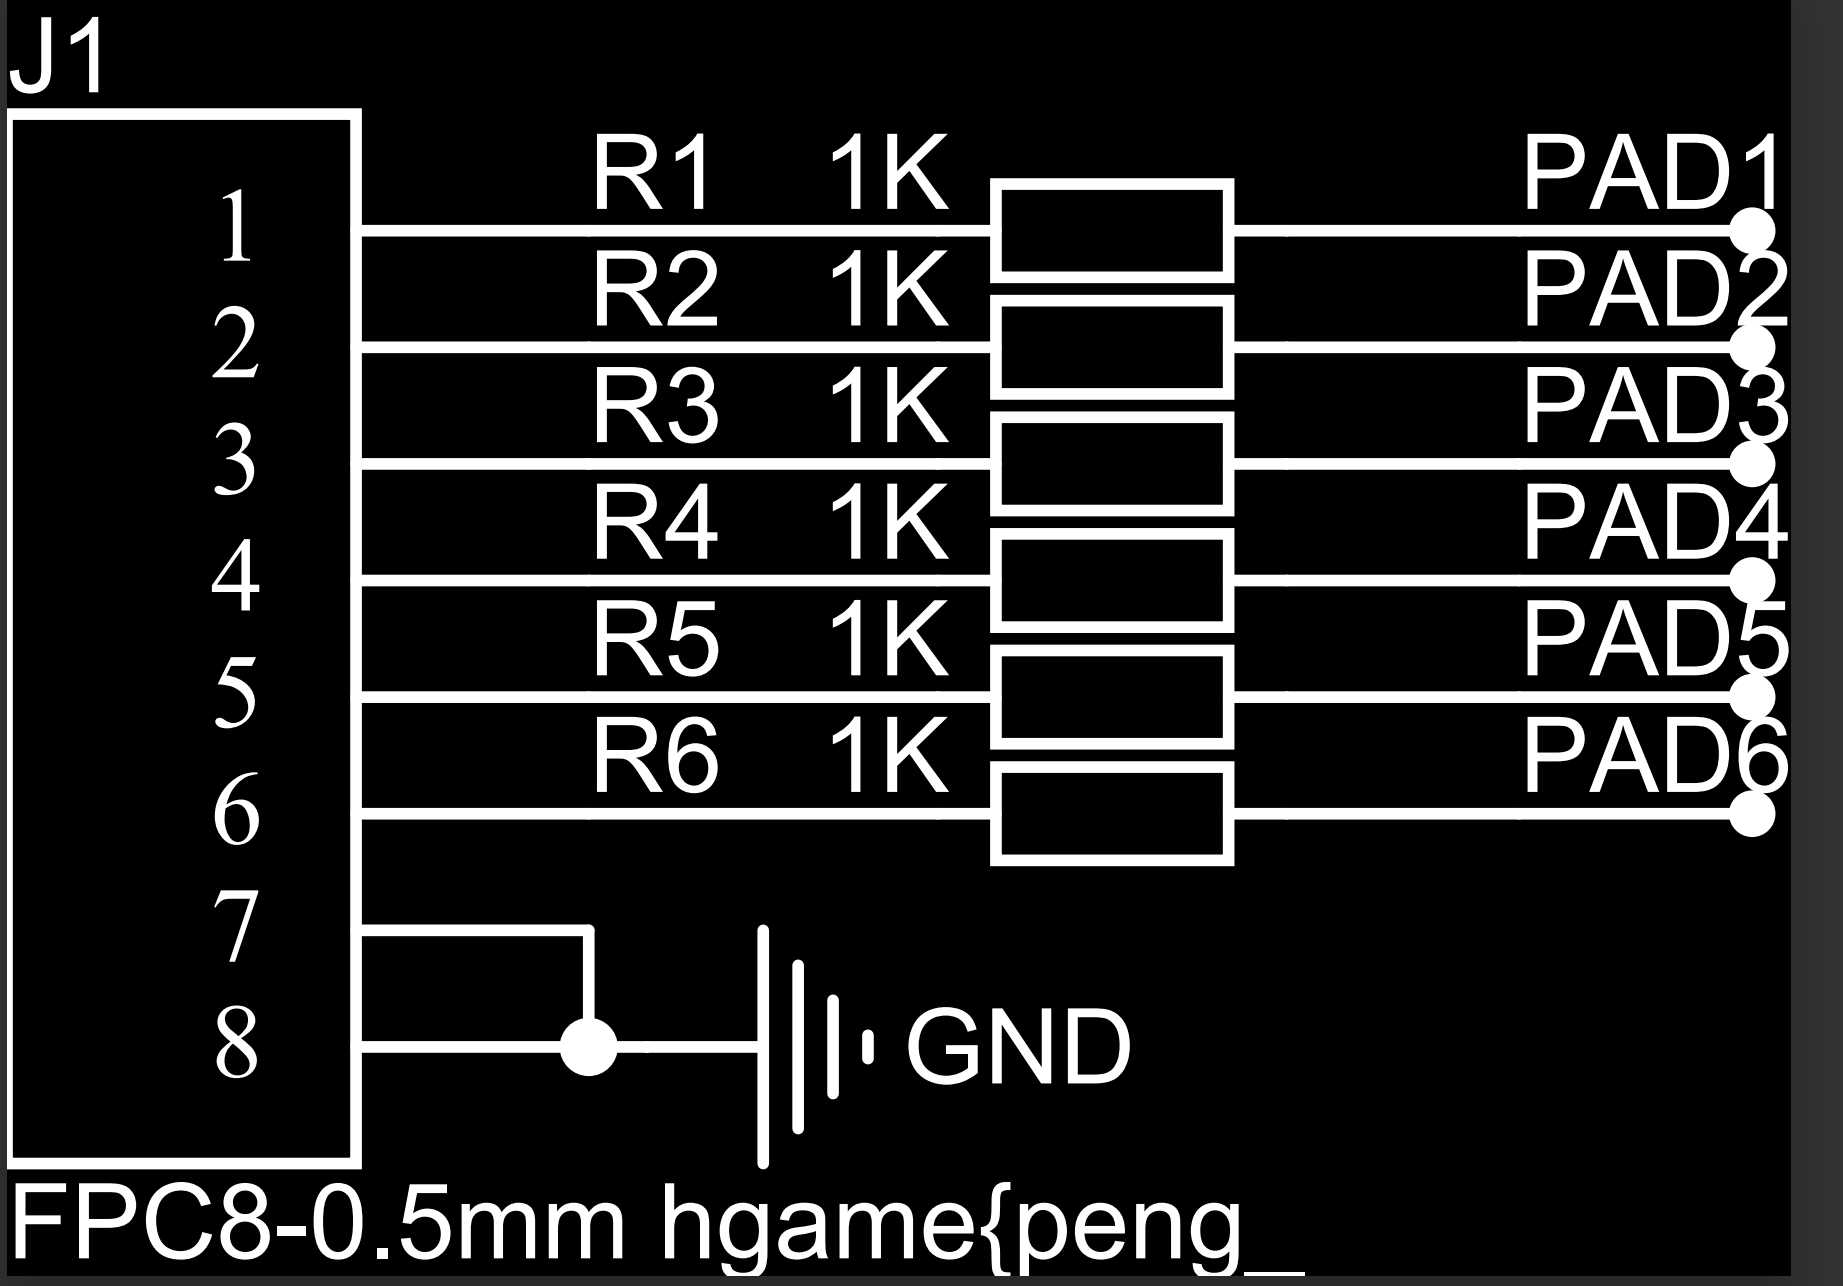 J1
1 R1 1K PAD1
2 R2 1K PAD2
3 R3 1K PAD3
4 R4 1K PAD4
5 R5 1K PAD5
6 R6 1K PAD6
7
8 GND
FPC8-0.5mm hgame{peng_